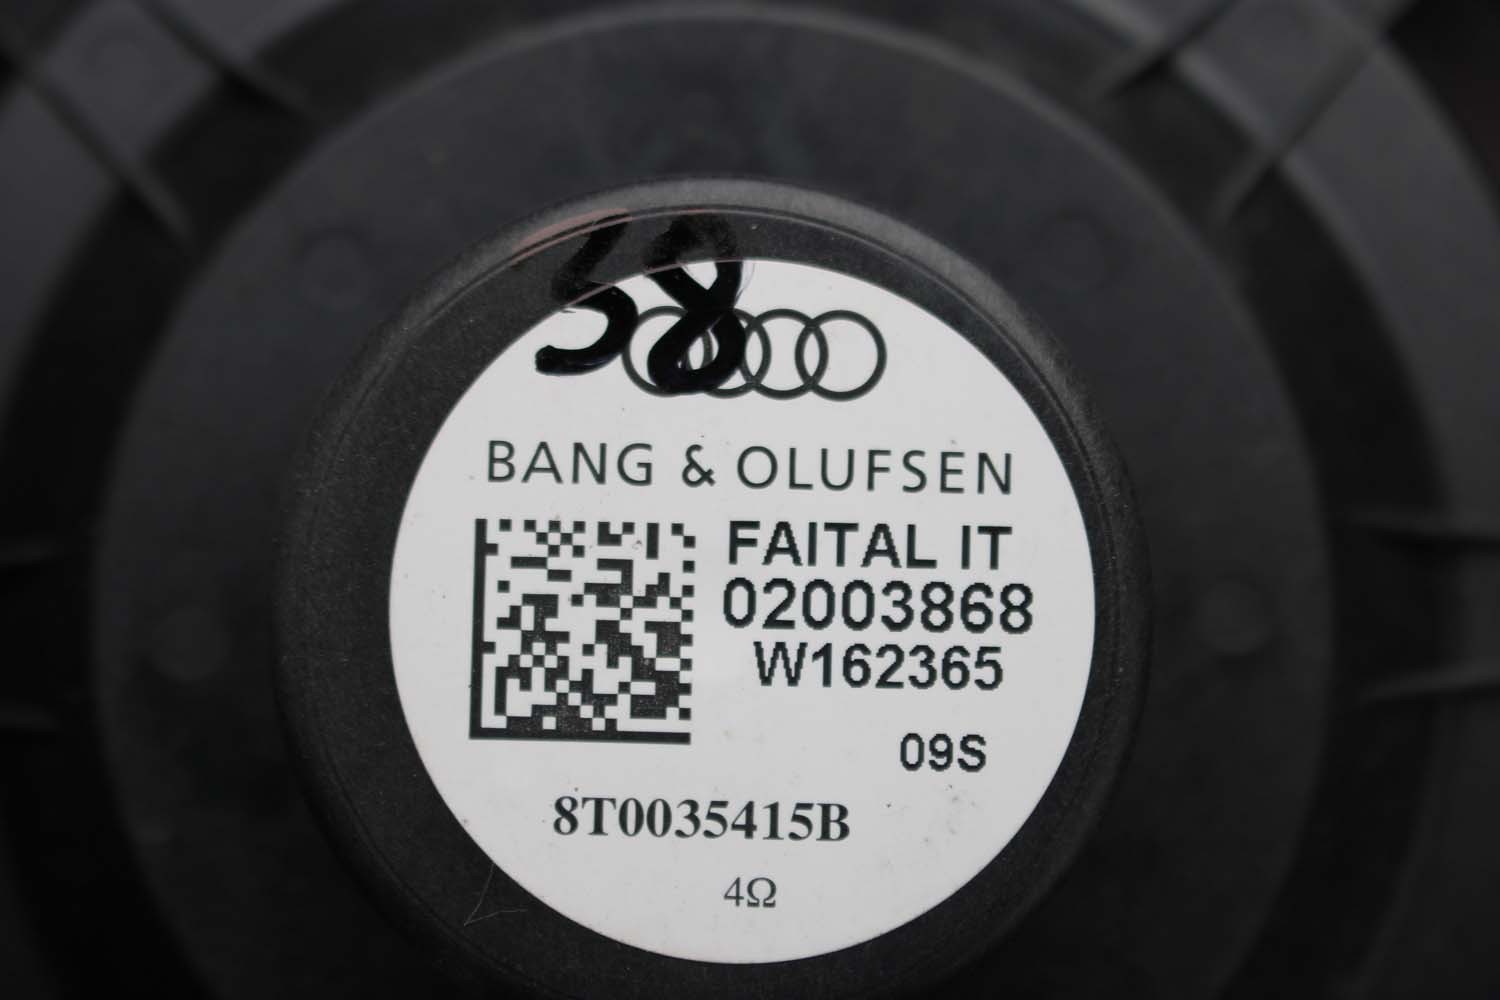 58
BANG & OLUFSEN
FAITAL IT
02003868
W162365
09S
8T0035415B
4Ω